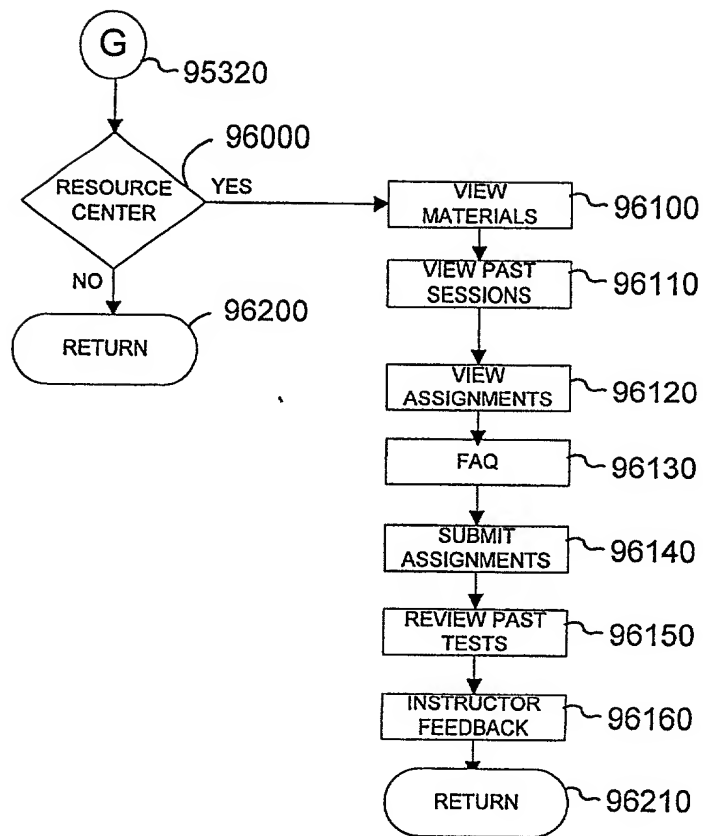 G
95320
96000
RESOURCE
CENTER
YES
NO
96200
RETURN
VIEW
MATERIALS
96100
VIEW PAST
SESSIONS
96110
VIEW
ASSIGNMENTS
96120
FAQ
96130
SUBMIT
ASSIGNMENTS
96140
REVIEW PAST
TESTS
96150
INSTRUCTOR
FEEDBACK
96160
RETURN
96210